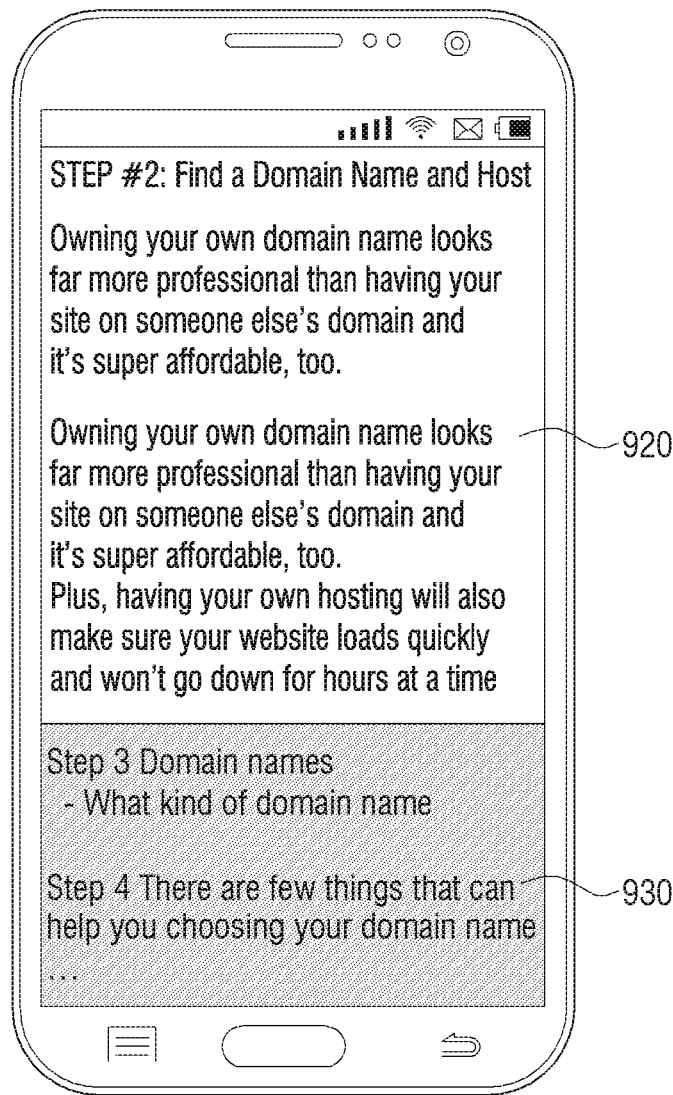 STEP #2: Find a Domain Name and Host
Owning your own domain name looks
far more professional than having your
site on someone else's domain and
it's super affordable, too.
Owning your own domain name looks
far more professional than having your
site on someone else's domain and
it's super affordable, too.
Plus, having your own hosting will also
make sure your website loads quickly
and won't go down for hours at a time
920
Step 3 Domain names
- What kind of domain name
Step 4 There are few things that can
help you choosing your domain name
...
930